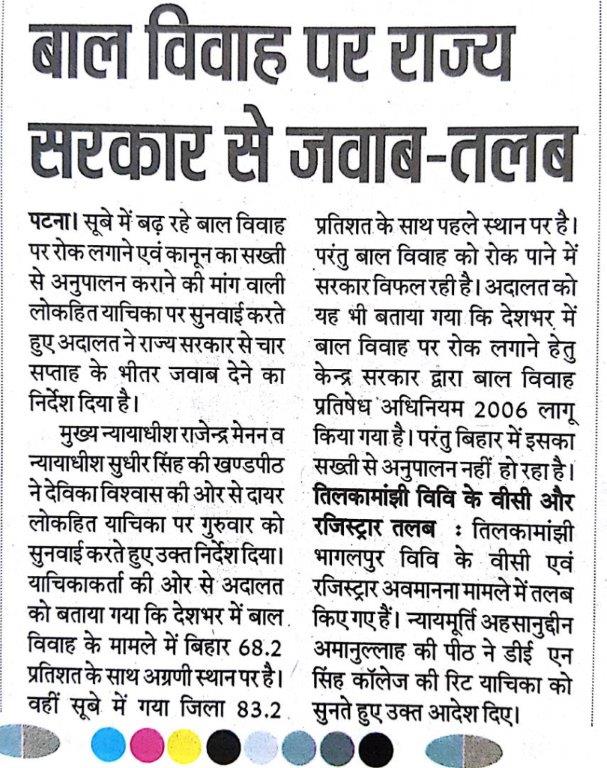 बाल विवाह पर राज्य
सरकार से जवाब-तलब
पटना। सूबे में बढ़ रहे बाल विवाह
पर रोक लगाने एवं कानून का सख्ती
से अनुपालन कराने की मांग वाली
लोकहित याचिका पर सुनवाई करते
हुए अदालत ने राज्य सरकार से चार
सप्ताह के भीतर जवाब देने का
निर्देश दिया है।
मुख्य न्यायाधीश राजेन्द्र मेनन व
न्यायाधीश सुधीर सिंह की खण्डपीठ
ने देविका विश्वास की ओर से दायर
लोकहित याचिका पर गुरुवार को
सुनवाई करते हुए उक्त निर्देश दिया।
याचिकाकर्ता की ओर से अदालत
को बताया गया कि देशभर में बाल
विवाह के मामले में बिहार 68.2
प्रतिशत के साथ अग्रणी स्थान पर है।
वहीं सूबे में गया जिला 83.2
प्रतिशत के साथ पहले स्थान पर है।
परंतु बाल विवाह को रोक पाने में
सरकार विफल रही है। अदालत को
यह भी बताया गया कि देशभर में
बाल विवाह पर रोक लगाने हेतु
केन्द्र सरकार द्वारा बाल विवाह
प्रतिषेध अधिनियम 2006 लागू
किया गया है। परंतु बिहार में इसका
सख्ती से अनुपालन नहीं हो रहा है।
तिलकामांझी विवि के वीसी और
रजिस्ट्रार तलब : तिलकामांझी
भागलपुर विवि के वीसी एवं
रजिस्ट्रार अवमानना मामले में तलब
किए गए हैं। न्यायमूर्ति अहसानुद्दीन
अमानुल्लाह की पीठ ने डीई एन
सिंह कॉलेज की रिट याचिका को
सुनते हुए उक्त आदेश दिए।